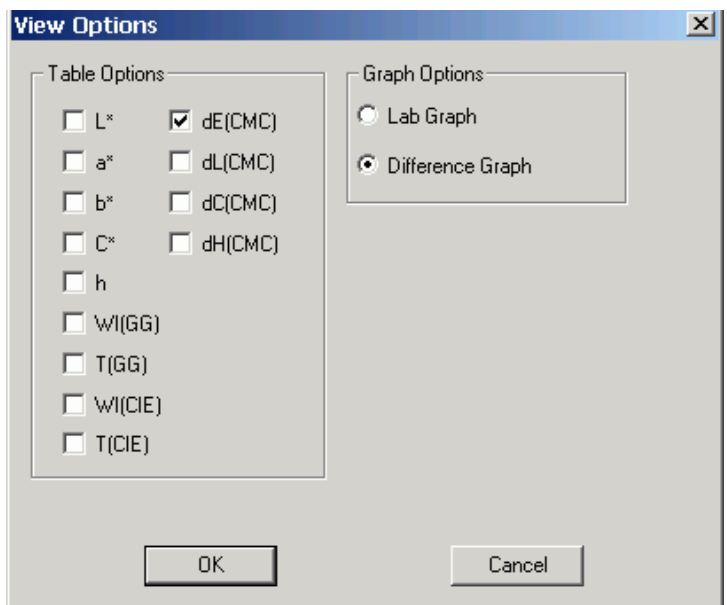 View Options
Table Options
L*
dE(CMC)
a*
dL(CMC)
b*
dC(CMC)
C*
dH(CMC)
h
WI(GG)
T(GG)
WI(CIE)
T(CIE)
Graph Options
Lab Graph
Difference Graph
OK
Cancel